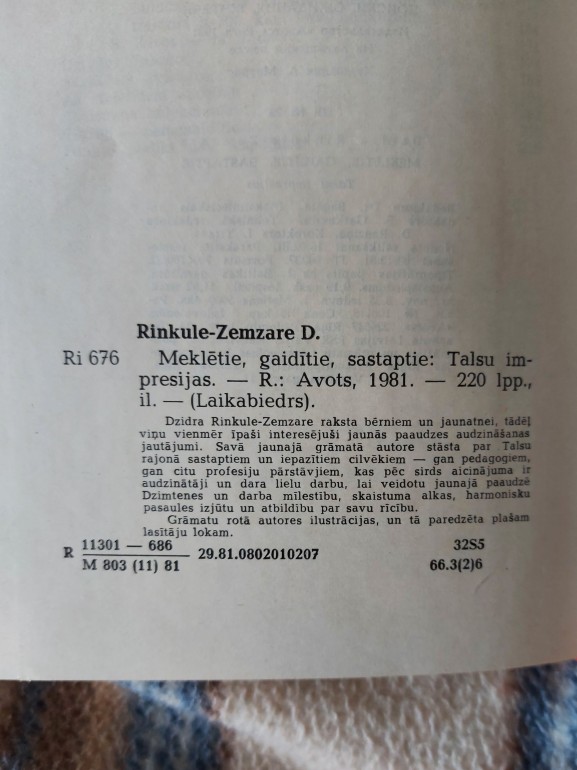 Rinkule-Zemzare D.
Ri 676 Meklētie, gaidītie, sastaptie: Talsu im-
presijas. — R.: Avots, 1981. — 220 lpp.,
il. — (Laikabiedrs).
Dzidra Rinkule-Zemzare raksta bērniem un jaunatnei, tādēļ
viņu vienmēr īpaši interesējuši jaunās paaudzes audzināšanas
jautājumi. Savā jaunajā grāmatā autore stāsta par Talsu
rajonā sastaptiem un iepazītiem cilvēkiem — gan pedagogiem,
gan citu profesiju pārstāvjiem, kas pēc sirds aicinājuma ir
audzinātāji un dara lielu darbu, lai veidotu jaunajā paaudzē
Dzimtenes un darba mīlestību, skaistuma alkas, harmonisku
pasaules izjūtu un atbildību par savu rīcību.
Grāmatu rotā autores ilustrācijas, un tā paredzēta plašam
lasītāju lokam.
R 11301 — 686 29.81.0802010207 32S5
M 803 (11) 81 66.3(2)6